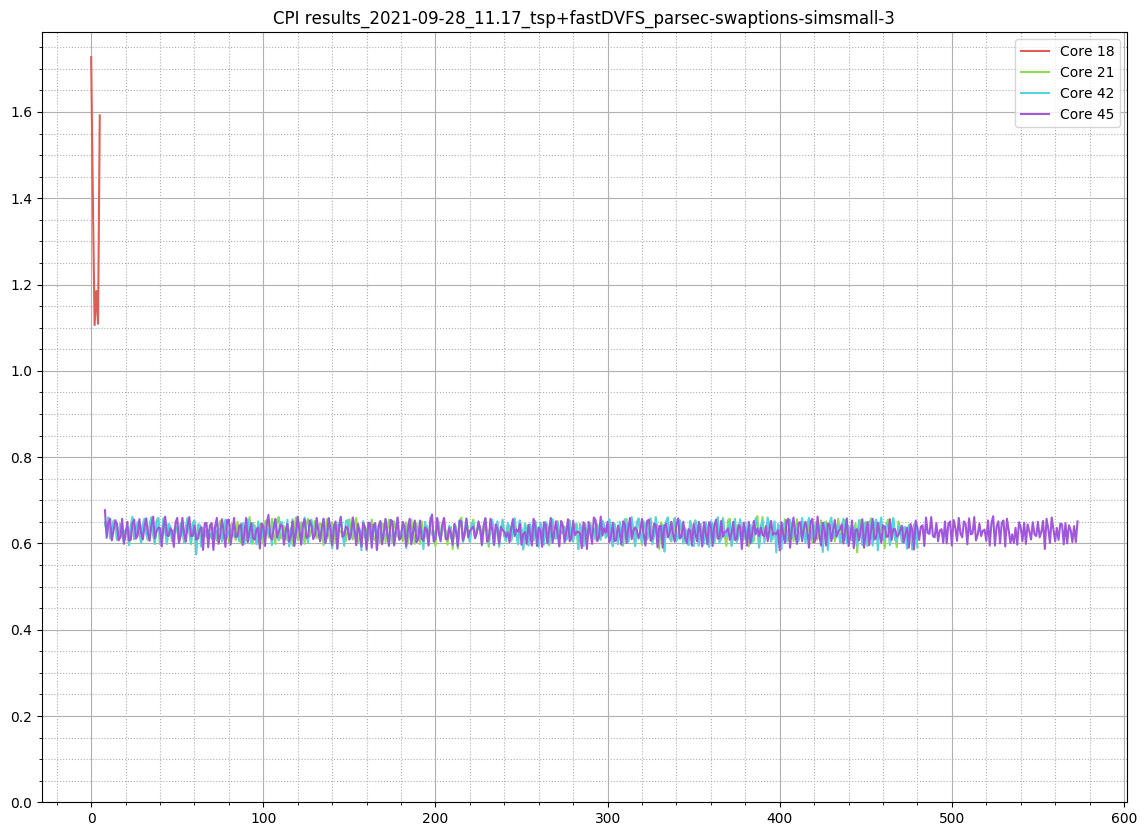 CPI results_2021-09-28_11.17_tsp+fastDVFS_parsec-swaptions-simsmall-3
Core 18
Core 21
Core 42
Core 45
1.6
1.4
1.2
1.0
0.8
0.6
0.4
0.2
0.0
0 100 200 300 400 500 600